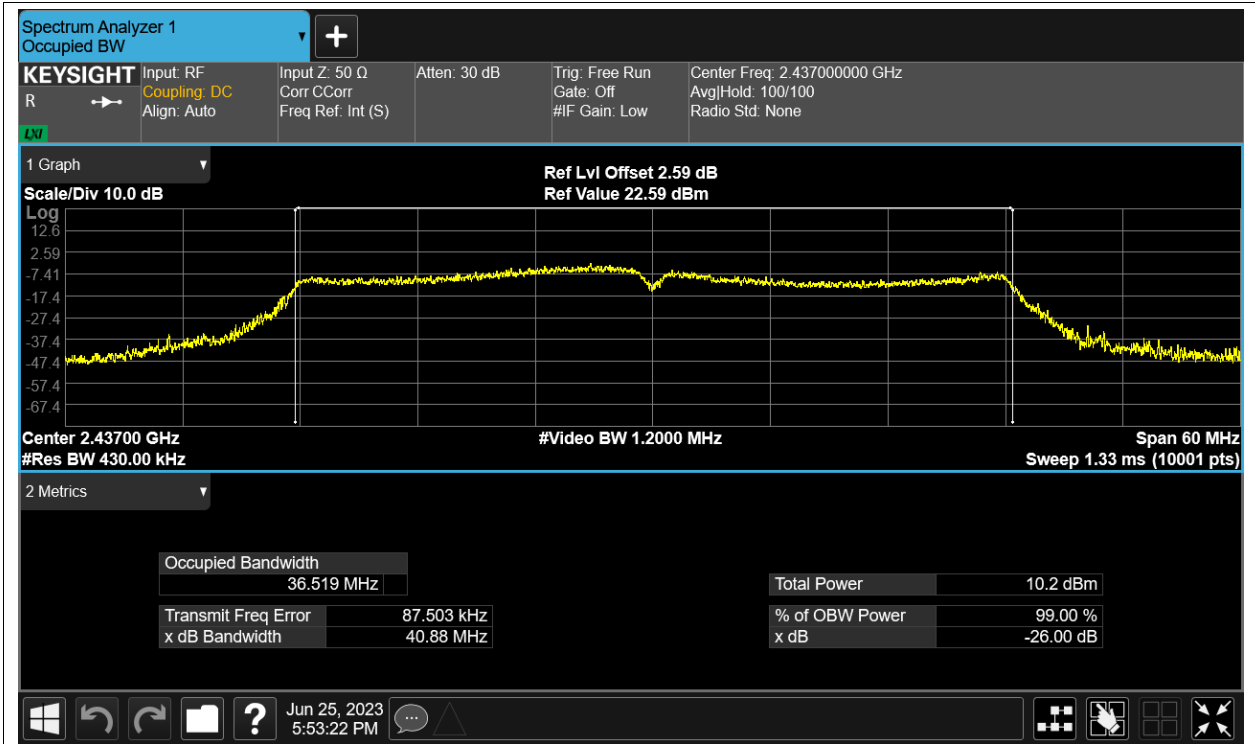 Spectrum Analyzer 1
Occupied BW
KEYSIGHT
R
LXI
Input: RF
Coupling: DC
Align: Auto
Input Z: 50 Ω
Corr CCorr
Freq Ref: Int (S)
Atten: 30 dB
Trig: Free Run
Gate: Off
#IF Gain: Low
Center Freq: 2.437000000 GHz
Avg|Hold: 100/100
Radio Std: None
1 Graph
Scale/Div 10.0 dB
Ref Lvl Offset 2.59 dB
Ref Value 22.59 dBm
Log
12.6
2.59
-7.41
-17.4
-27.4
-37.4
-47.4
-57.4
-67.4
Center 2.43700 GHz
#Video BW 1.2000 MHz
Span 60 MHz
#Res BW 430.00 kHz
Sweep 1.33 ms (10001 pts)
2 Metrics
Occupied Bandwidth
36.519 MHz
Transmit Freq Error 87.503 kHz
x dB Bandwidth 40.88 MHz
Total Power 10.2 dBm
% of OBW Power 99.00 %
x dB -26.00 dB
?
Jun 25, 2023
5:53:22 PM